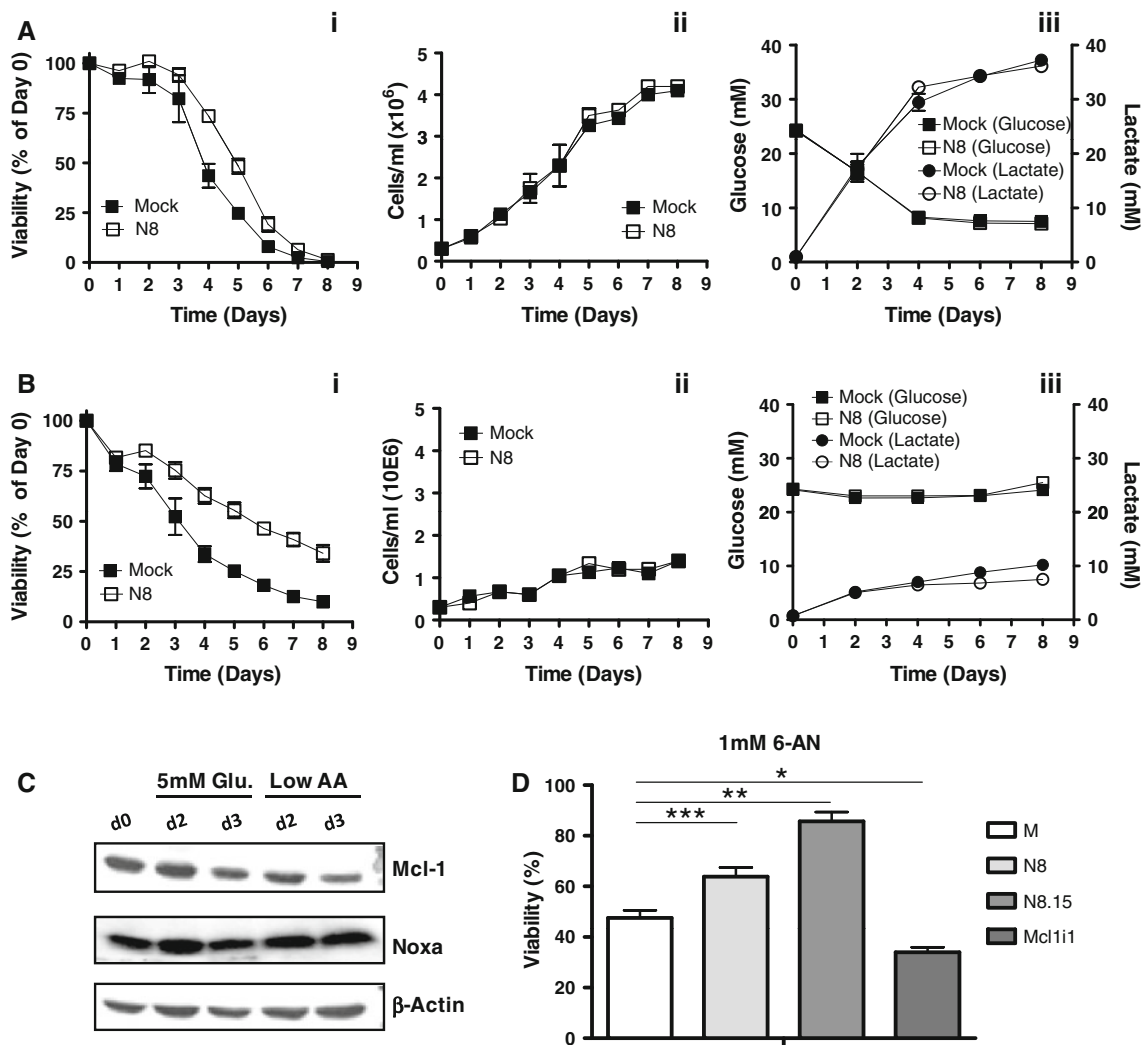 A
i
Viability (% of Day 0)
100
75
50
25
0
Mock
N8
0 1 2 3 4 5 6 7 8 9
Time (Days)
ii
Cells/ml (x10⁶)
5
4
3
2
1
0
Mock
N8
0 1 2 3 4 5 6 7 8 9
Time (Days)
iii
Glucose (mM)
40
30
20
10
0
Mock (Glucose)
N8 (Glucose)
Mock (Lactate)
N8 (Lactate)
40
30
20
10
0
Lactate (mM)
0 1 2 3 4 5 6 7 8 9
Time (Days)
B
i
Viability (% of Day 0)
100
75
50
25
0
Mock
N8
0 1 2 3 4 5 6 7 8 9
Time (Days)
ii
Cells/ml (10E6)
5
4
3
2
1
0
Mock
N8
0 1 2 3 4 5 6 7 8 9
Time (Days)
iii
Mock (Glucose)
N8 (Glucose)
Mock (Lactate)
N8 (Lactate)
Glucose (mM)
40
30
20
10
0
40
30
20
10
0
Lactate (mM)
0 1 2 3 4 5 6 7 8 9
Time (Days)
C
5mM Glu. Low AA
d0 d2 d3 d2 d3
Mcl-1
Noxa
β-Actin
D
1mM 6-AN
Viability (%)
100
80
60
40
20
0
*
**
***
M
N8
N8.15
Mcl1i1